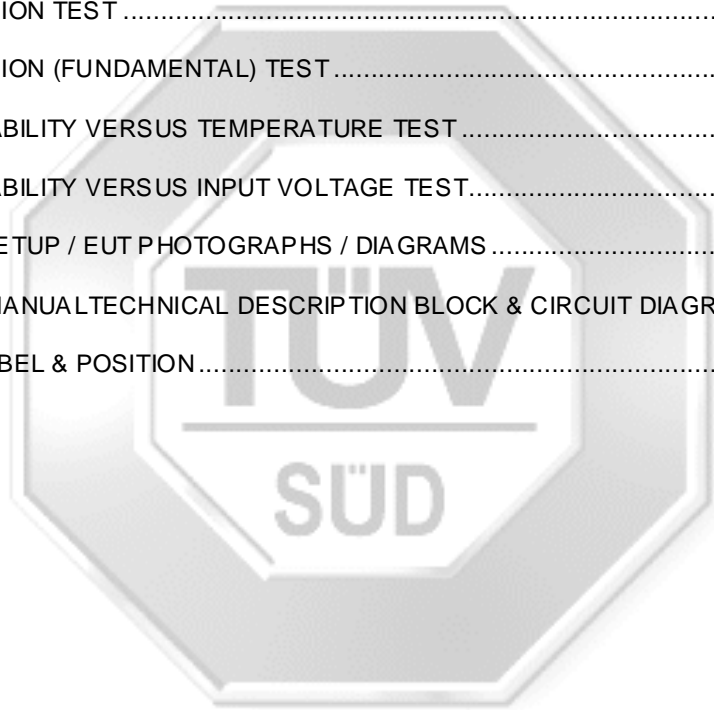 ION TEST ................................................................................................
ION (FUNDAMENTAL) TEST ..............................................................
ABILITY VERSUS TEMPERATURE TEST .........................................
ABILITY VERSUS INPUT VOLTAGE TEST........................................
ETUP / EUT PHOTOGRAPHS / DIAGRAMS ....................................
MANUALTECHNICAL DESCRIPTION BLOCK & CIRCUIT DIAGR
BEL & POSITION ....................................................................................
TÜV
SÜD